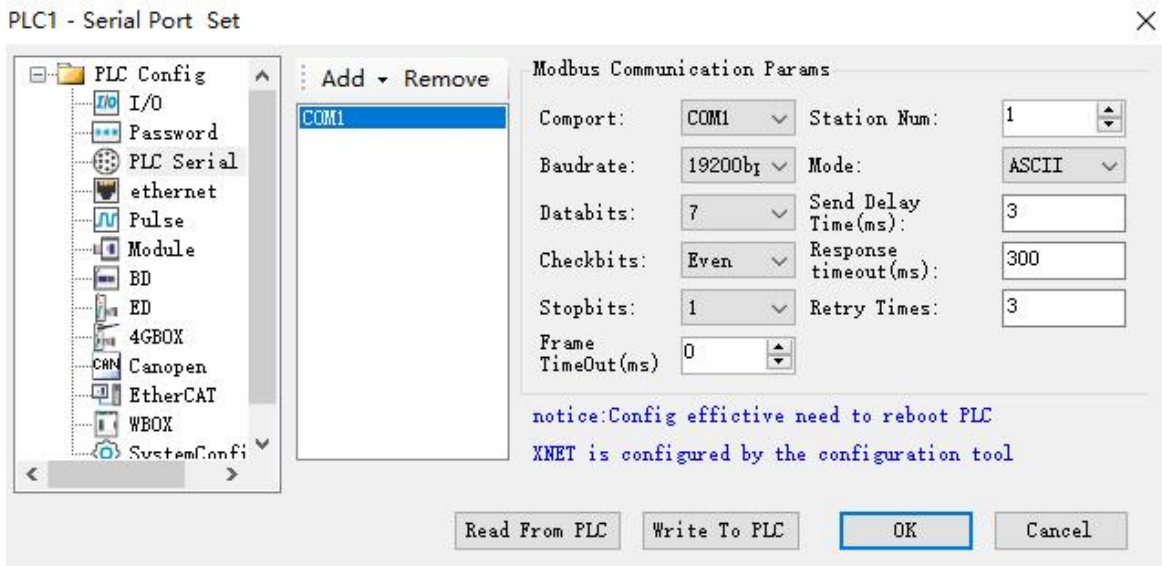 PLC1 - Serial Port Set
PLC Config
I/O
I/O
Password
PLC Serial
ethernet
Pulse
Module
BD
ED
4GBOX
CAN
Canopen
EtherCAT
WBOX
SystemConfi
Add Remove
COM1
Modbus Communication Params
Comport: COM1 Station Num: 1
Baudrate: 19200bp Mode: ASCII
Databits: 7 Send Delay Time(ms): 3
Checkbits: Even Response timeout(ms): 300
Stopbits: 1 Retry Times: 3
Frame TimeOut(ms) 0
notice:Config effictive need to reboot PLC
XNET is configured by the configuration tool
Read From PLC Write To PLC OK Cancel